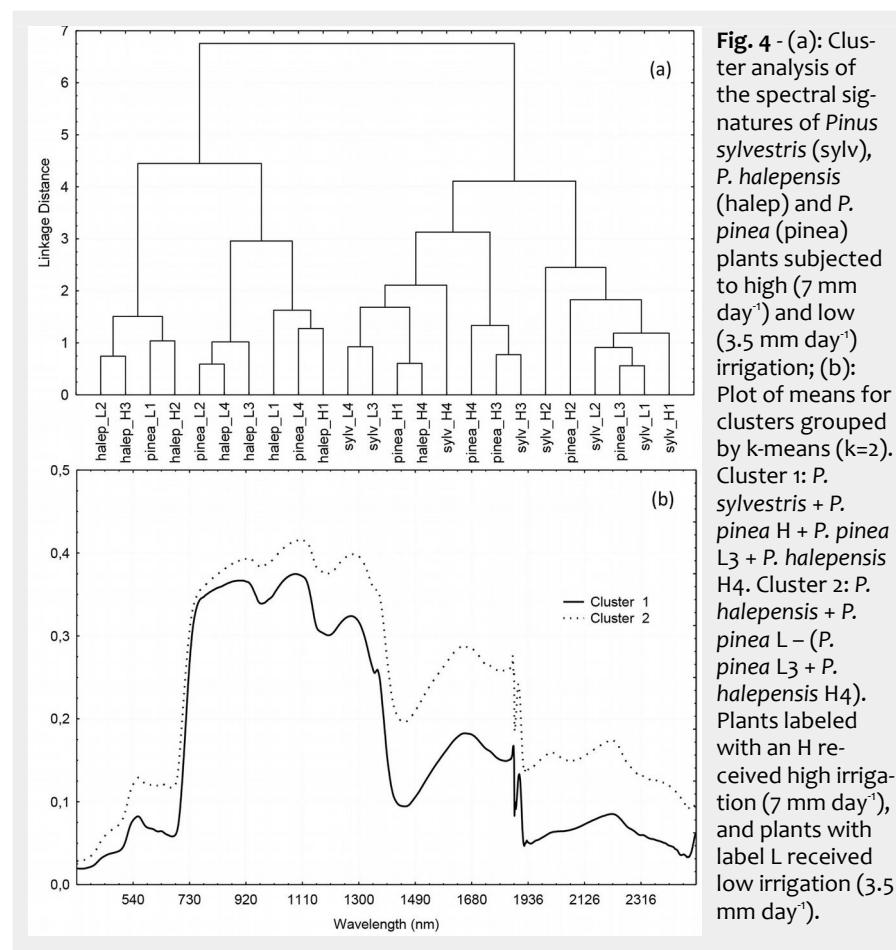 7
6
5
4
3
2
1
0
Linkage Distance
(a)
halep_L2
halep_H3
pinea_L1
halep_H2
pinea_L2
halep_L4
halep_L3
halep_L1
pinea_L4
halep_H1
sylv_L4
sylv_L3
pinea_H1
halep_H4
sylv_H4
pinea_H4
pinea_H3
sylv_H3
sylv_H2
pinea_H2
sylv_L2
pinea_L3
sylv_L1
sylv_H1
0,5
0,4
0,3
0,2
0,1
0,0
(b)
Cluster 1
Cluster 2
540 730 920 1110 1300 1490 1680 1936 2126 2316
Wavelength (nm)
Fig. 4 - (a): Clus-
ter analysis of
the spectral sig-
natures of Pinus
sylvestris (sylv),
P. halepensis
(halep) and P.
pinea (pinea)
plants subjected
to high (7 mm
day⁻¹) and low
(3.5 mm day⁻¹)
irrigation; (b):
Plot of means for
clusters grouped
by k-means (k=2).
Cluster 1: P.
sylvestris + P.
pinea H + P. pinea
L3 + P. halepensis
H4. Cluster 2: P.
halepensis + P.
pinea L – (P.
pinea L3 + P.
halepensis H4).
Plants labeled
with an H re-
ceived high irriga-
tion (7 mm day⁻¹),
and plants with
label L received
low irrigation (3.5
mm day⁻¹).